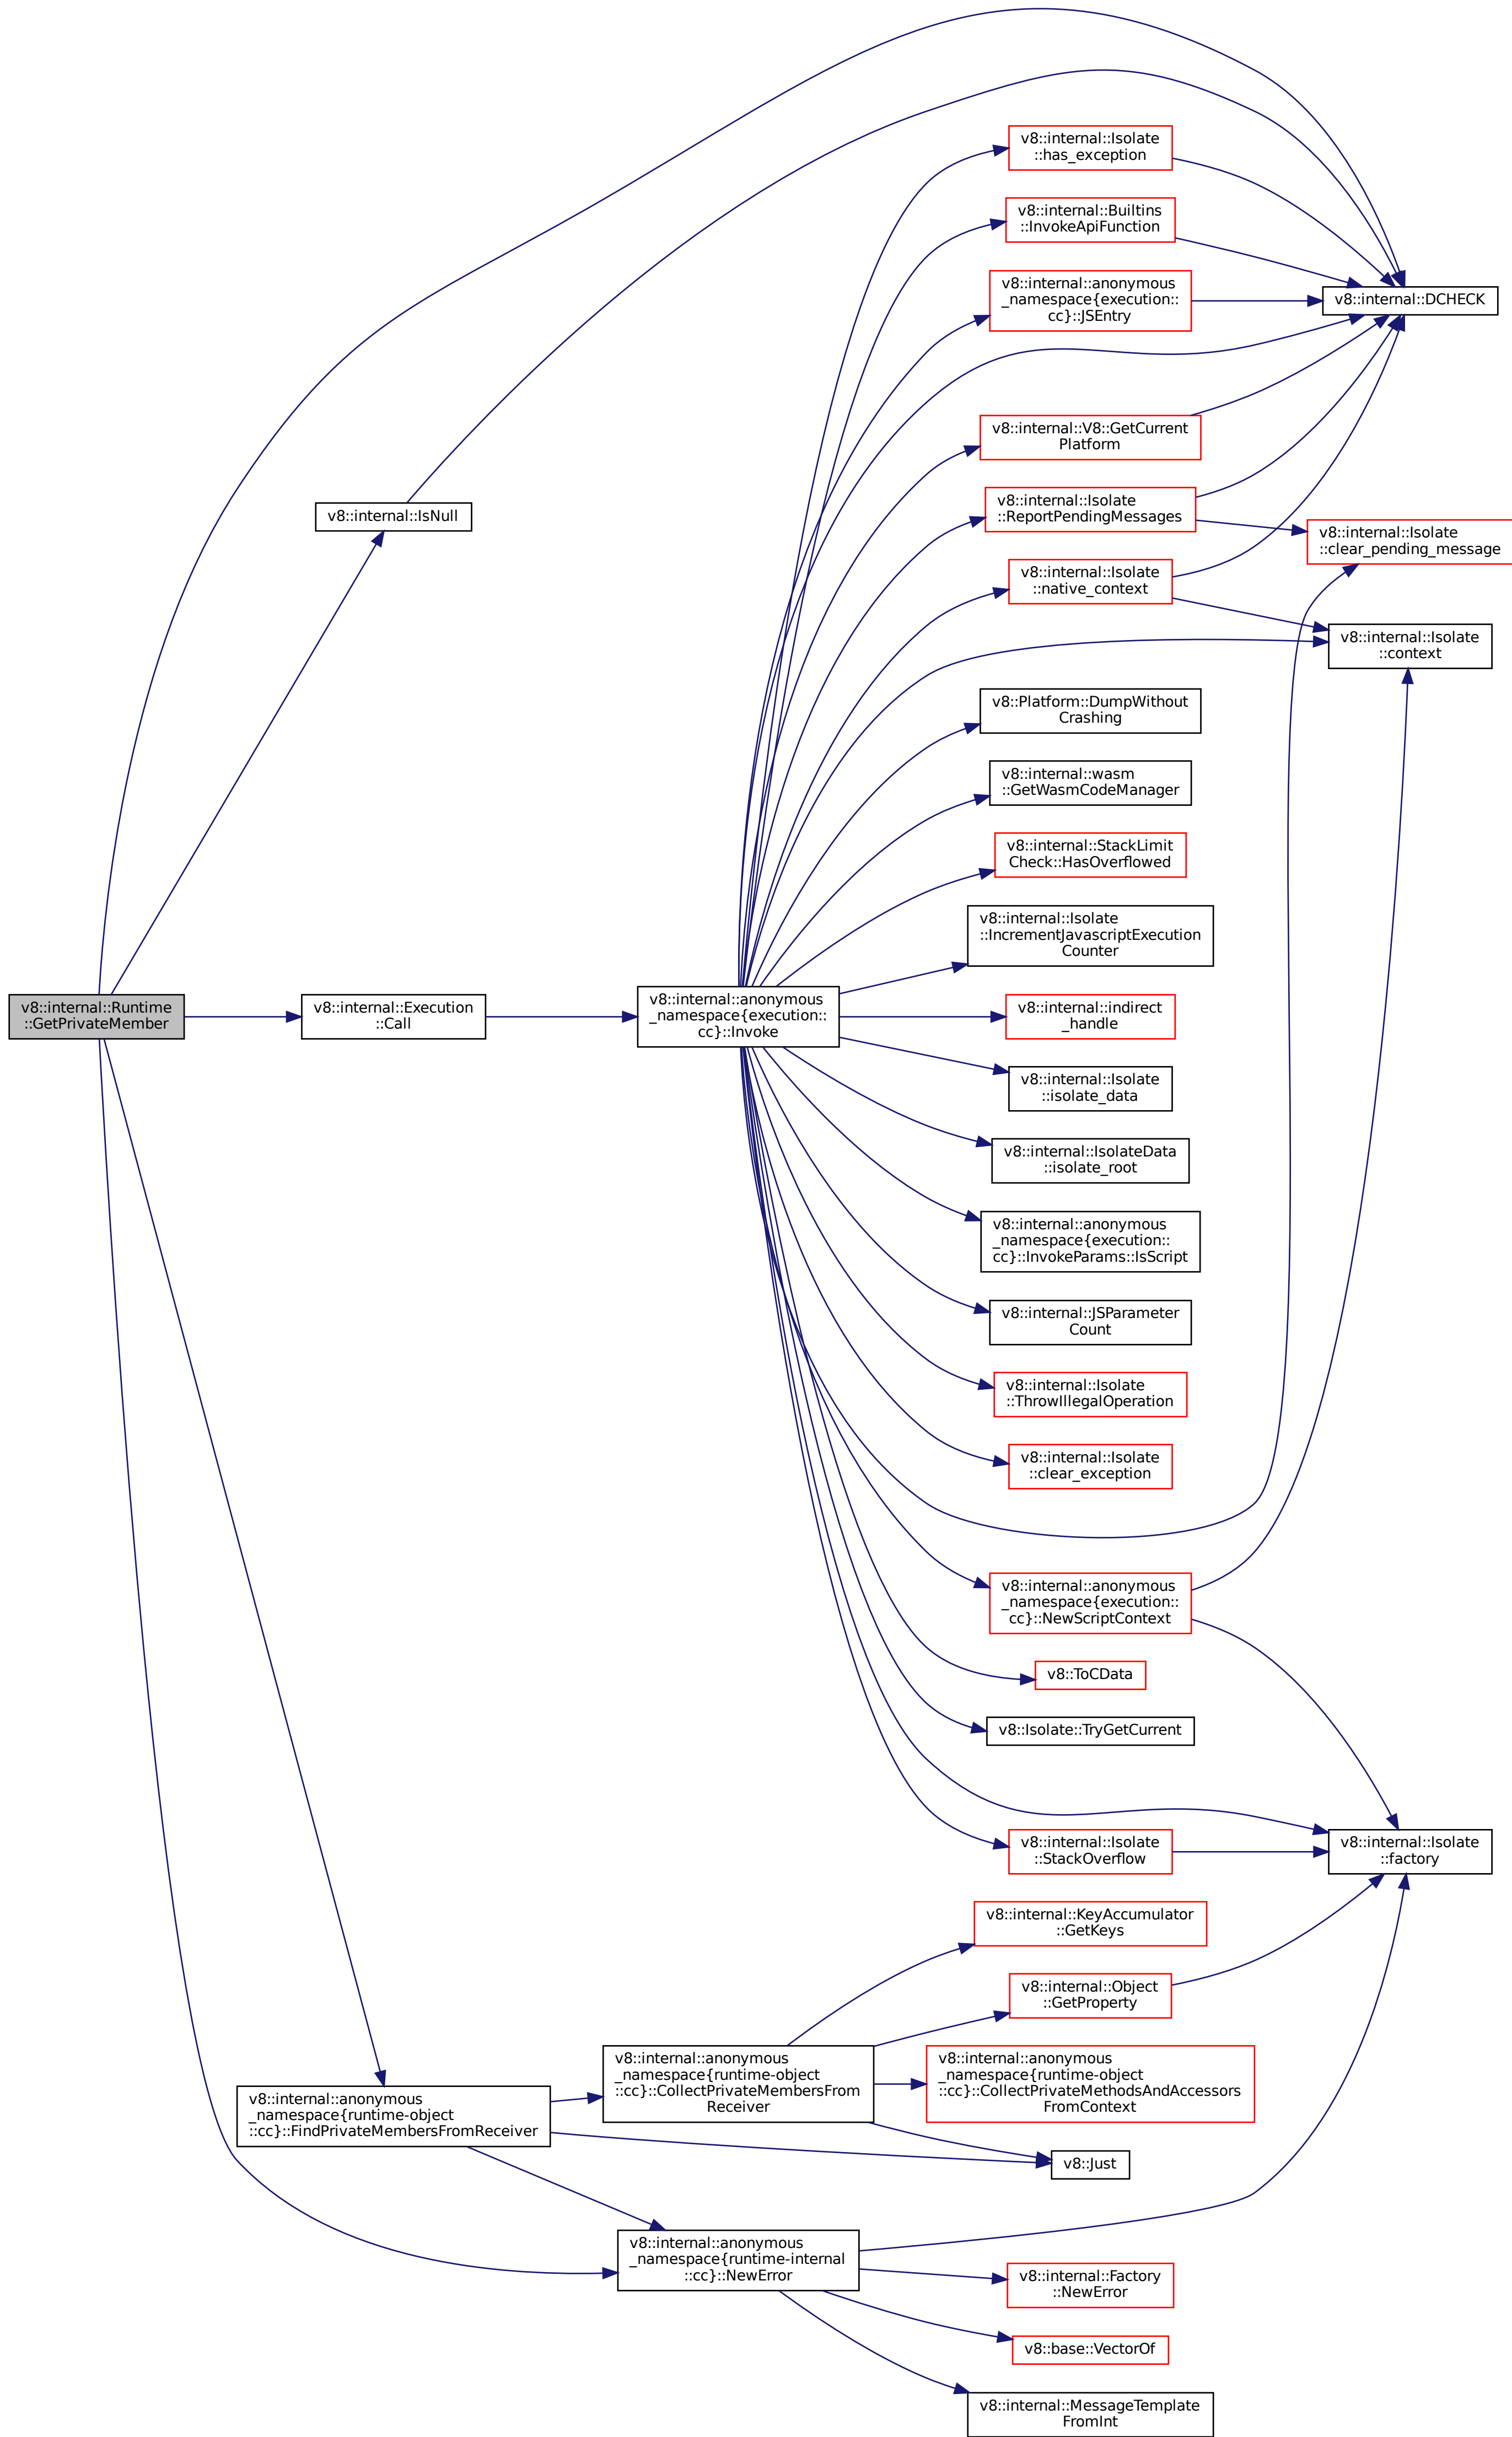 v8::internal::Runtime
::GetPrivateMember
v8::internal::IsNull
v8::internal::Execution
::Call
v8::internal::anonymous
_namespace{runtime-object
::cc}::FindPrivateMembersFromReceiver
v8::internal::anonymous
_namespace{execution::
cc}::Invoke
v8::internal::anonymous
_namespace{runtime-object
::cc}::CollectPrivateMembersFrom
Receiver
v8::internal::anonymous
_namespace{runtime-internal
::cc}::NewError
v8::internal::Isolate
::has_exception
v8::internal::Builtins
::InvokeApiFunction
v8::internal::anonymous
_namespace{execution::
cc}::JSEntry
v8::internal::V8::GetCurrent
Platform
v8::internal::Isolate
::ReportPendingMessages
v8::internal::Isolate
::native_context
v8::Platform::DumpWithout
Crashing
v8::internal::wasm
::GetWasmCodeManager
v8::internal::StackLimit
Check::HasOverflowed
v8::internal::Isolate
::IncrementJavascriptExecution
Counter
v8::internal::indirect
_handle
v8::internal::Isolate
::isolate_data
v8::internal::IsolateData
::isolate_root
v8::internal::anonymous
_namespace{execution::
cc}::InvokeParams::IsScript
v8::internal::JSParameter
Count
v8::internal::Isolate
::ThrowIllegalOperation
v8::internal::Isolate
::clear_exception
v8::internal::anonymous
_namespace{execution::
cc}::NewScriptContext
v8::ToCData
v8::Isolate::TryGetCurrent
v8::internal::Isolate
::StackOverflow
v8::internal::KeyAccumulator
::GetKeys
v8::internal::Object
::GetProperty
v8::internal::anonymous
_namespace{runtime-object
::cc}::CollectPrivateMethodsAndAccessors
FromContext
v8::Just
v8::internal::Factory
::NewError
v8::base::VectorOf
v8::internal::MessageTemplate
FromInt
v8::internal::DCHECK
v8::internal::Isolate
::clear_pending_message
v8::internal::Isolate
::context
v8::internal::Isolate
::factory